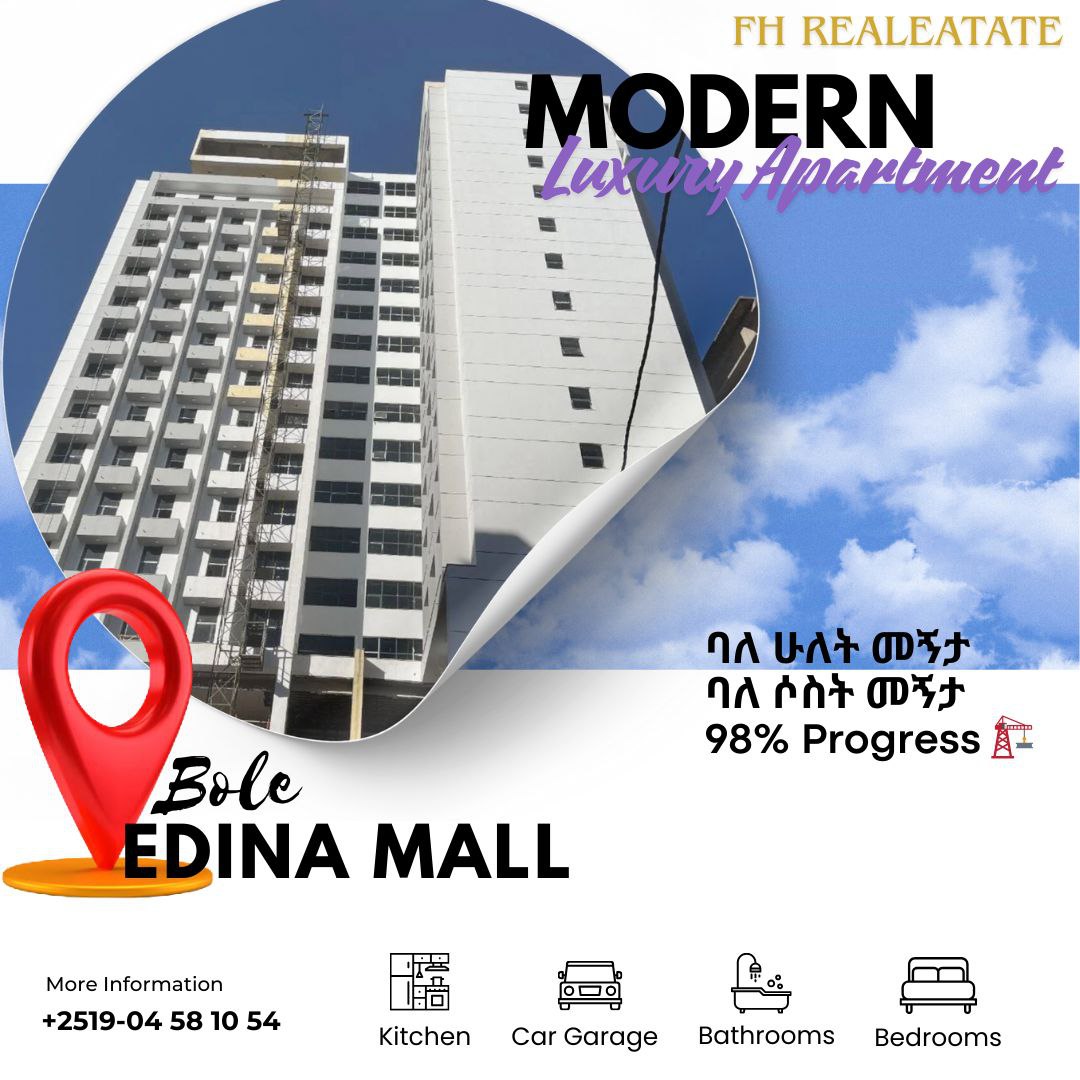 FH REALEATATE
MODERN
Luxury Apartment
ባለ ሁለት መኝታ
ባለ ሶስት መኝታ
98% Progress
Bole
EDINA MALL
More Information
+2519-04 58 10 54
Kitchen
Car Garage
Bathrooms
Bedrooms